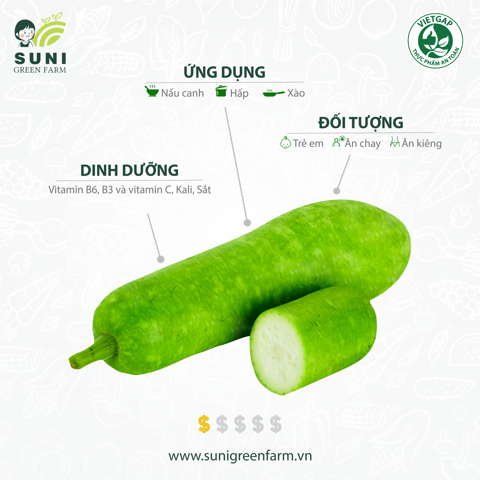 SUNI
GREEN FARM
VIETGAP
THỰC PHẨM AN TOÀN
ỨNG DỤNG
Nấu canh Hấp Xào
ĐỐI TƯỢNG
Trẻ em Ăn chay Ăn kiêng
DINH DƯỠNG
Vitamin B6, B3 và vitamin C, Kali, Sắt
$ $ $ $ $
www.sunigreenfarm.vn